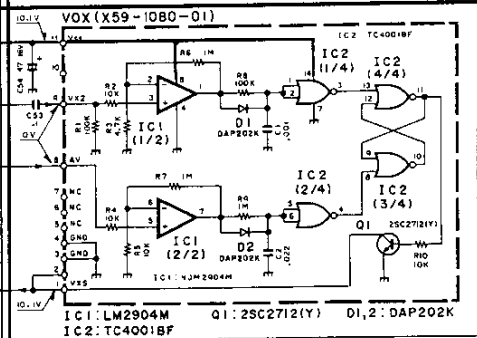 10.1V
VOX (X59-1080-01)
IC2 TC4001BF
C54 47 16V
R6 1M
R8 100K
IC2 (1/4)
IC2 (4/4)
VX2
C53
R2 10K
R1 100K
R3 4.7K
IC1 (1/2)
D1 DAP202K
C1 .001
0V
AV
R7 1M
R9 1M
IC2 (2/4)
IC2 (3/4)
NC
NC
NC
GND
GND
R4 10K
R5 10K
IC1 (2/2)
D2 DAP202K
C2 .022
Q1 2SC2712(Y)
R10 10K
IC1:NJM2904M
VXS
10.1V
IC1:LM2904M Q1:2SC2712(Y) D1,2:DAP202K
IC2:TC4001BF